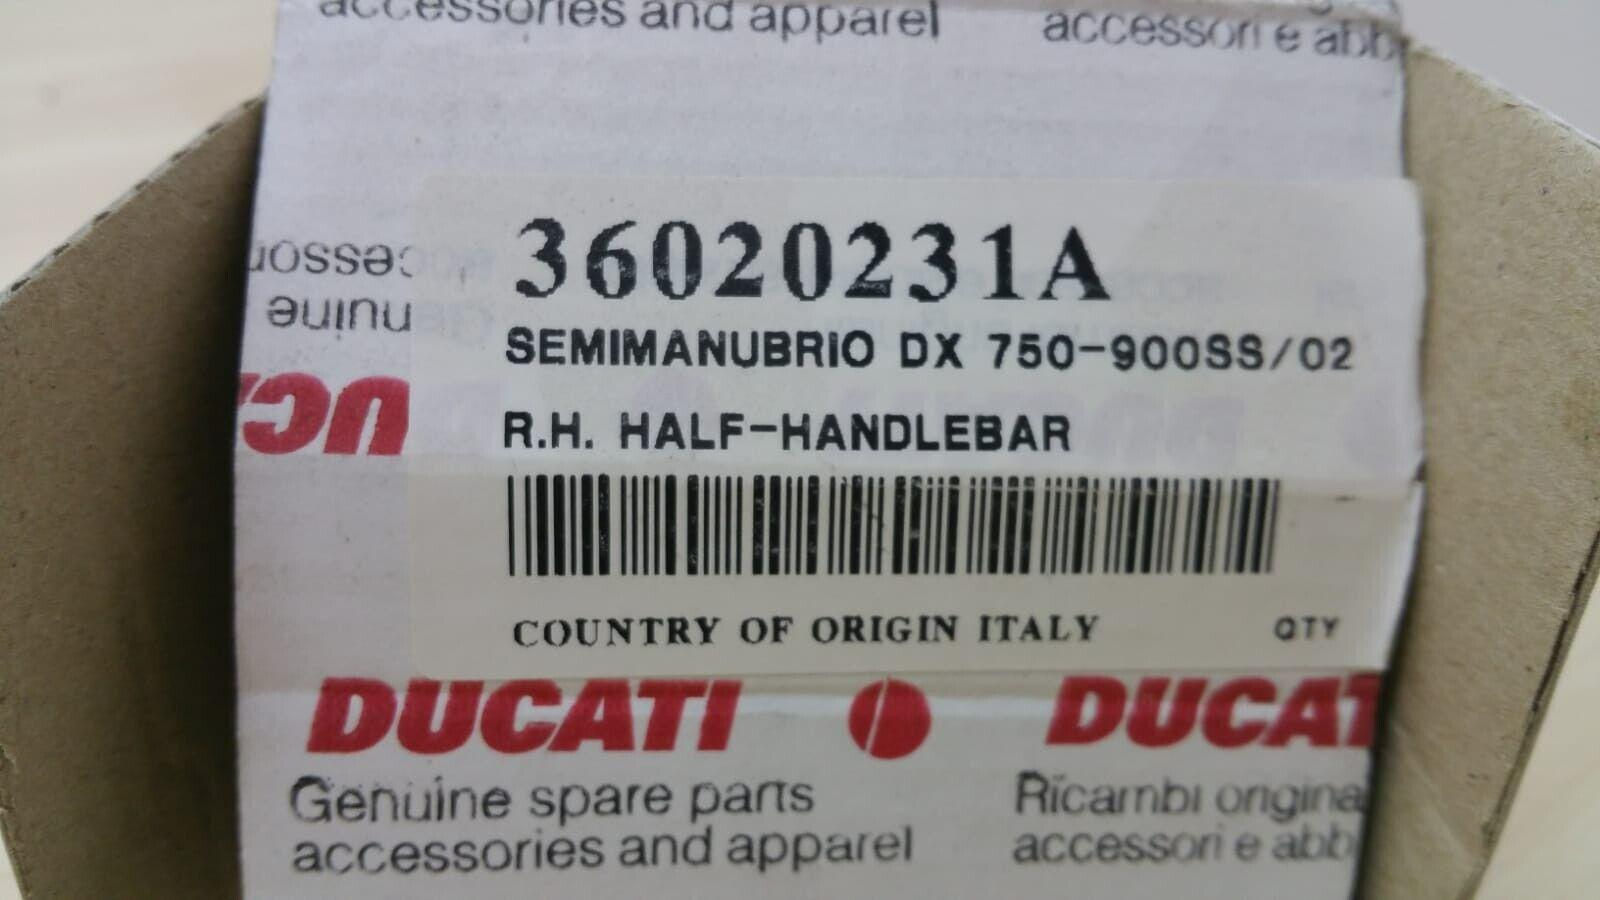 accessories and apparel accessori e abb
36020231A
SEMIMANUBRIO DX 750-900SS/02
R.H. HALF-HANDLEBAR
COUNTRY OF ORIGIN ITALY QTY
DUCATI DUCAT
Genuine spare parts Ricambi origina
accessories and apparel accessori e abb